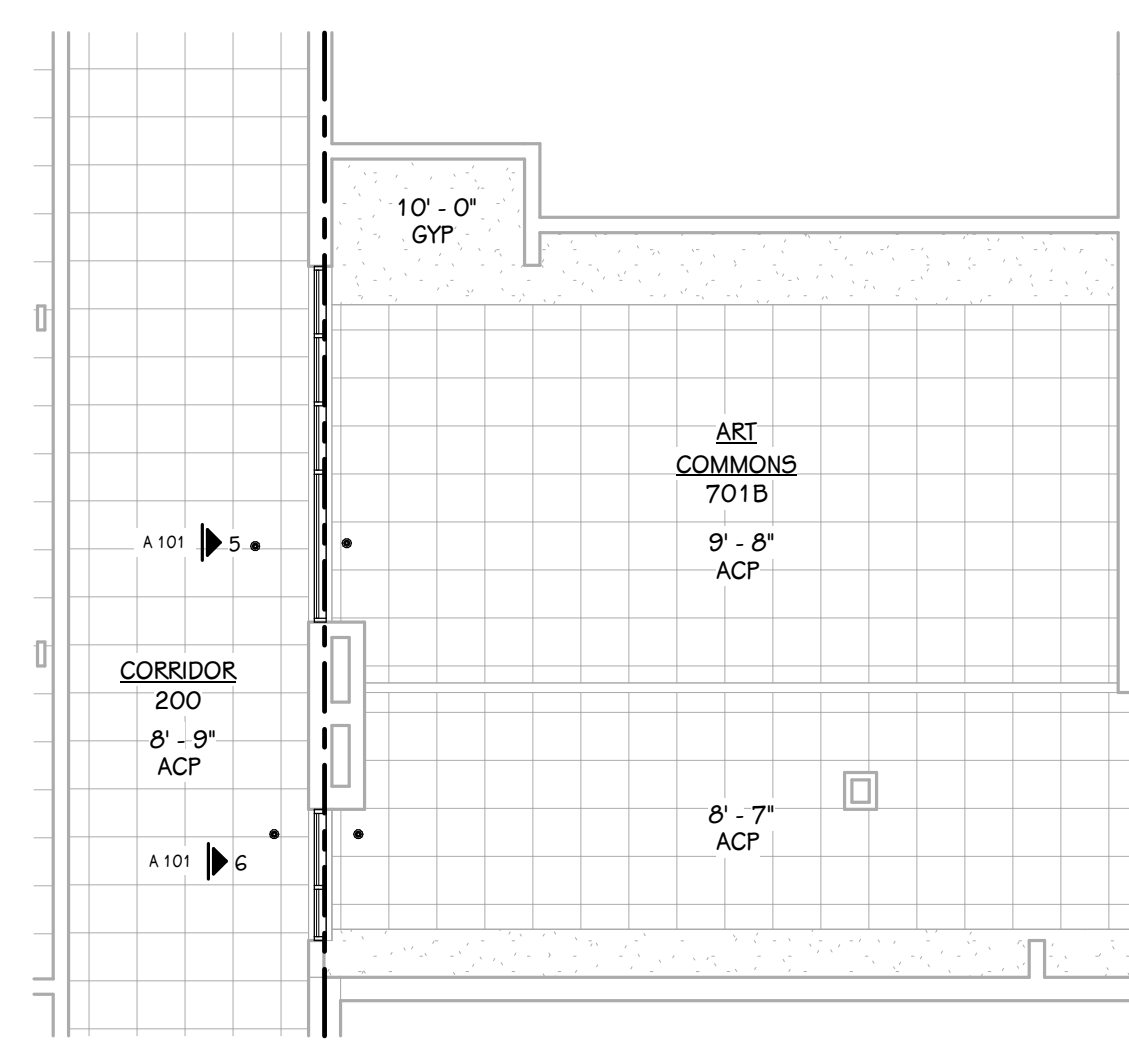 10' - 0"
GYP
ART
COMMONS
701B
9' - 8"
ACP
A 101 5
CORRIDOR
200
8' - 9"
ACP
8' - 7"
ACP
A 101 6